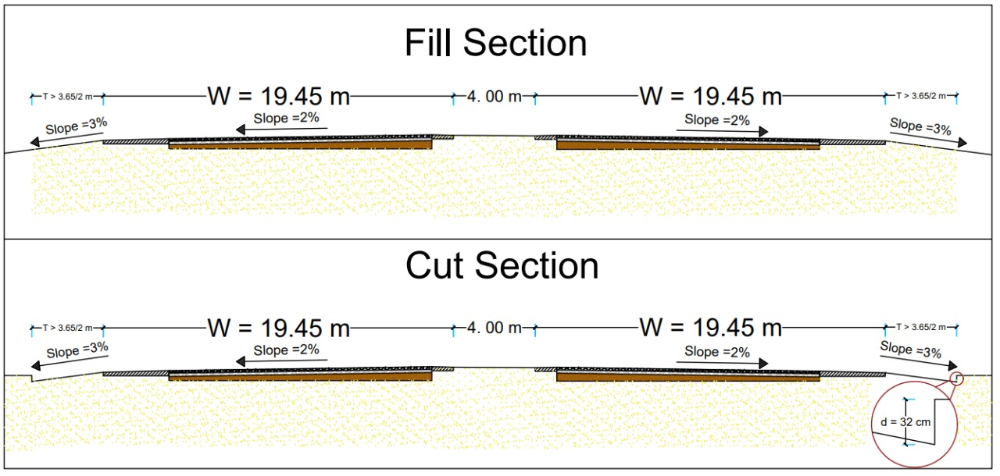 Fill Section
T > 3.65/2 m
W = 19.45 m
4. 00 m
W = 19.45 m
T > 3.65/2 m
Slope =3%
Slope =2%
Slope =2%
Slope =3%
Cut Section
T > 3.65/2 m
W = 19.45 m
4. 00 m
W = 19.45 m
T > 3.65/2 m
Slope =3%
Slope =2%
Slope =2%
Slope =3%
d = 32 cm